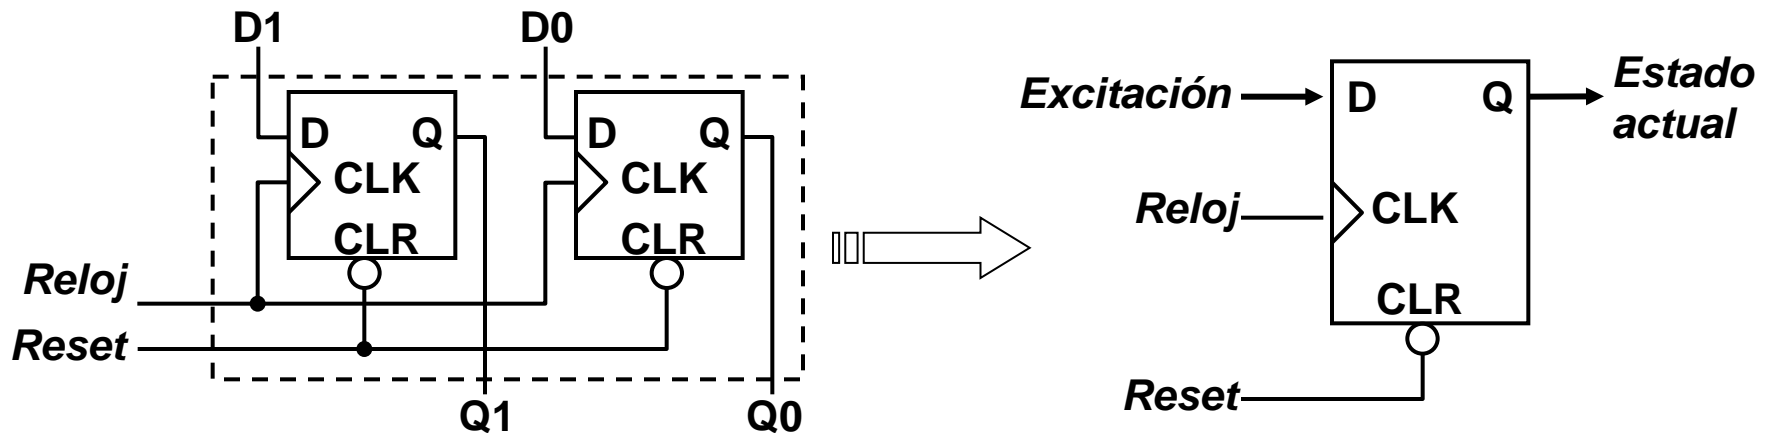 D1
D0
D Q
CLK
CLR
D Q
CLK
CLR
Reloj
Reset
Q1
Q0
Excitación
D Q
Estado
actual
Reloj
CLK
CLR
Reset